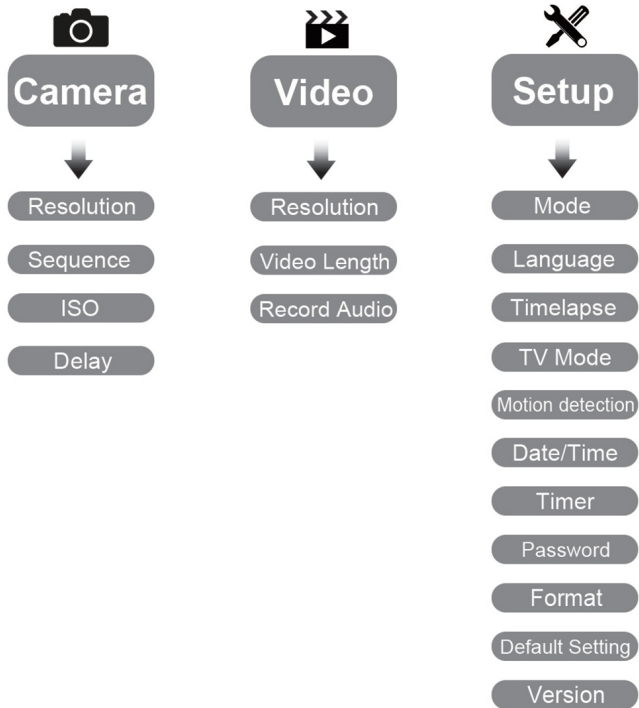 Camera
Resolution
Sequence
ISO
Delay
Video
Resolution
Video Length
Record Audio
Setup
Mode
Language
Timelapse
TV Mode
Motion detection
Date/Time
Timer
Password
Format
Default Setting
Version